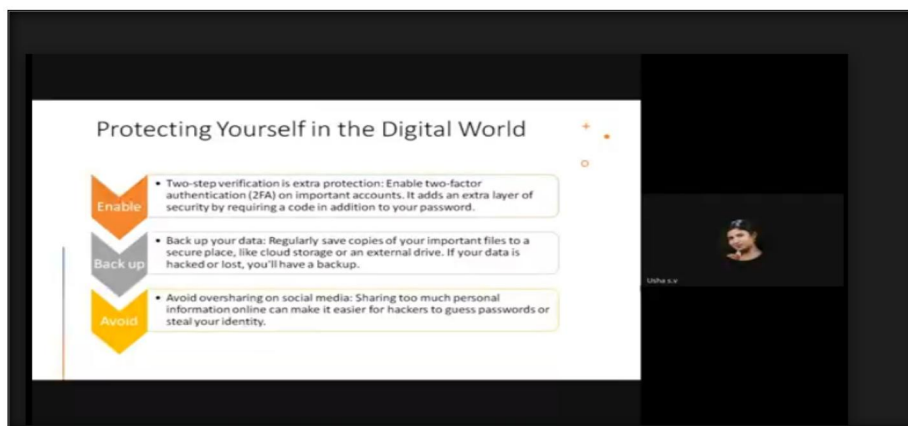 Protecting Yourself in the Digital World
Enable
• Two-step verification is extra protection: Enable two-factor
authentication (2FA) on important accounts. It adds an extra layer of
security by requiring a code in addition to your password.
Back up
• Back up your data: Regularly save copies of your important files to a
secure place, like cloud storage or an external drive. If your data is
hacked or lost, you'll have a backup.
Avoid
• Avoid oversharing on social media: Sharing too much personal
information online can make it easier for hackers to guess passwords or
steal your identity.
Usha s.v